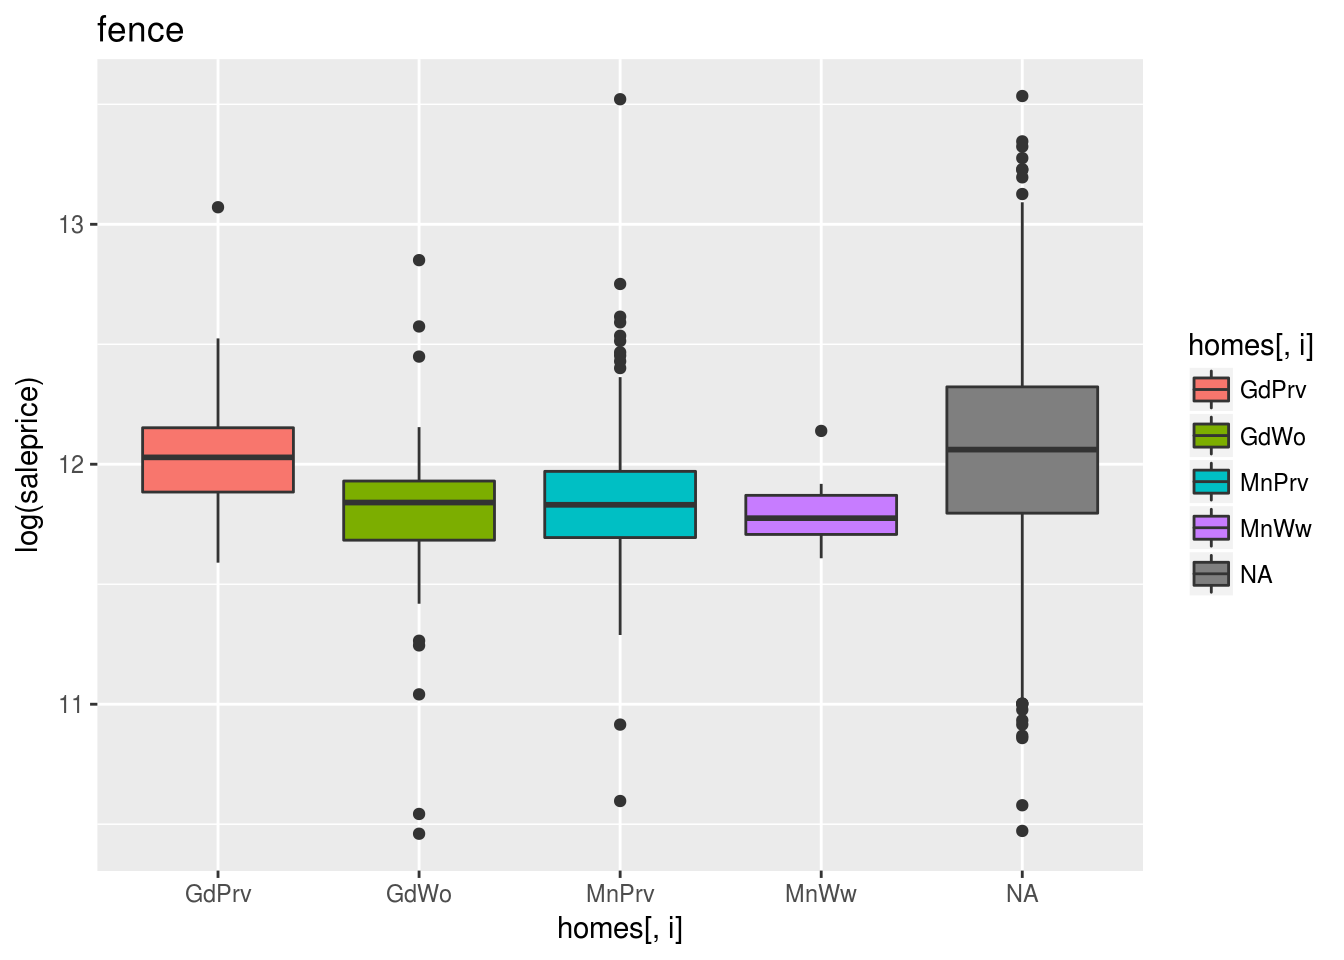 fence
13
12
11
log(saleprice)
GdPrv
GdWo
MnPrv
MnWw
NA
homes[, i]
homes[, i]
GdPrv
GdWo
MnPrv
MnWw
NA